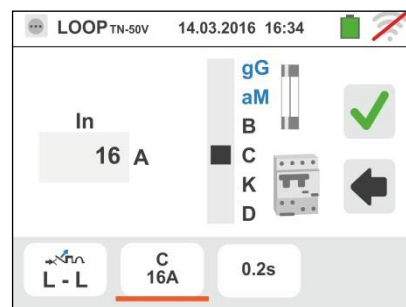 LOOP TN-50V 14.03.2016 16:34
gG
aM
In
B
16 A
C
K
D
L - L
C
16A
0.2s